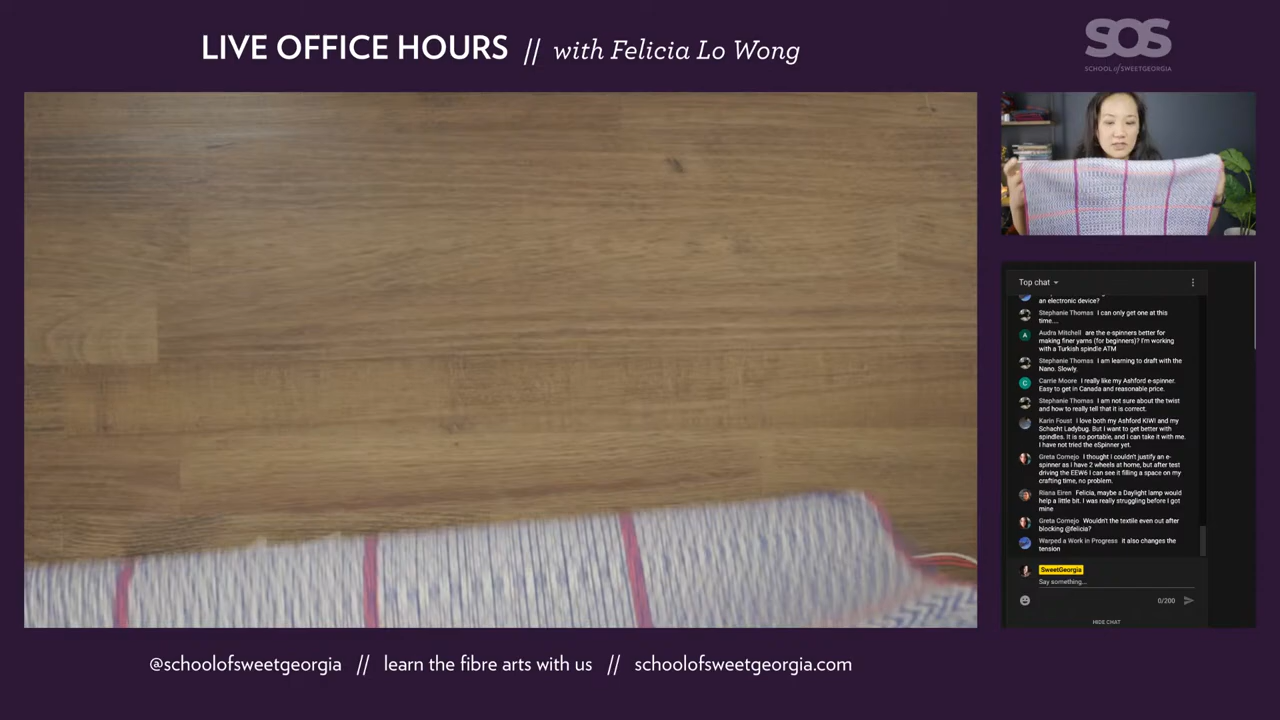 LIVE OFFICE HOURS // with Felicia Lo Wong
SOS
SCHOOL of SWEETGEORGIA
Top chat
an electronic device?
Stephanie Thomas I can only get one at this
time....
A
Audra Mitchell are the e-spinners better for
making finer yarns (for beginners)? I'm working
with a Turkish spindle ATM
Stephanie Thomas I am learning to draft with the
Nano. Slowly.
C
Carrie Moore I really like my Ashford e-spinner.
Easy to get in Canada and reasonable price.
Stephanie Thomas I am not sure about the twist
and how to really tell that it is correct.
Karin Foust I love both my Ashford KIWI and my
Schacht Ladybug. But I want to get better with
spindles. It is so portable, and I can take it with me.
I have not tried the eSpinner yet.
Greta Cornejo I thought I couldn't justify an e-
spinner as I have 2 wheels at home, but after test
driving the EEW6 I can see it filling a space on my
crafting time, no problem.
Riana Eiren Felicia, maybe a Daylight lamp would
help a little bit. I was really struggling before I got
mine
Greta Cornejo Wouldn't the textile even out after
blocking @felicia?
Warped a Work in Progress it also changes the
tension
SweetGeorgia
Say something...
0/200
HIDE CHAT
@schoolofsweetgeorgia // learn the fibre arts with us // schoolofsweetgeorgia.com